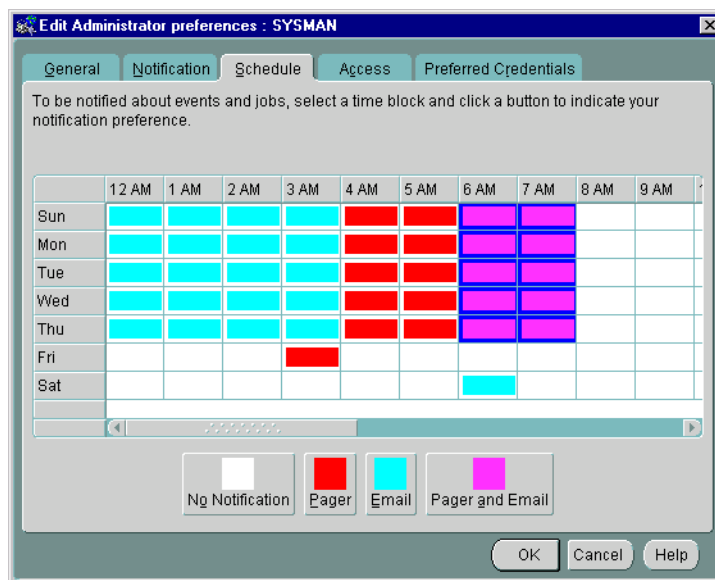 Edit Administrator preferences : SYSMAN
General Notification Schedule Access Preferred Credentials
To be notified about events and jobs, select a time block and click a button to indicate your
notification preference.
12 AM 1 AM 2 AM 3 AM 4 AM 5 AM 6 AM 7 AM 8 AM 9 AM
Sun
Mon
Tue
Wed
Thu
Fri
Sat
No Notification Pager Email Pager and Email
OK Cancel Help